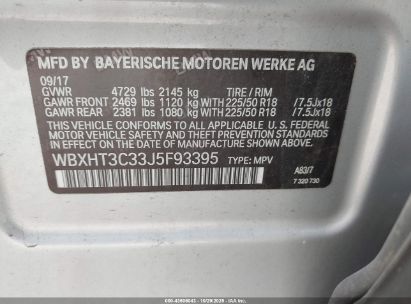 MFD BY BAYERISCHE MOTOREN WERKE AG
09/17
GVWR 4729 lbs 2145 kg TIRE / RIM
GAWR FRONT 2469 lbs 1120 kg WITH 225/50 R18 /7.5Jx18
GAWR REAR 2381 lbs 1080 kg WITH 225/50 R18 /7.5Jx18
THIS VEHICLE CONFORMS TO ALL APPLICABLE U.S. FEDERAL
MOTOR VEHICLE SAFETY AND THEFT PREVENTION STANDARDS
IN EFFECT ON THE DATE OF MANUFACTURE SHOWN ABOVE.
WBXHT3C33J5F93395 TYPE: MPV
A83/7
7 320 730